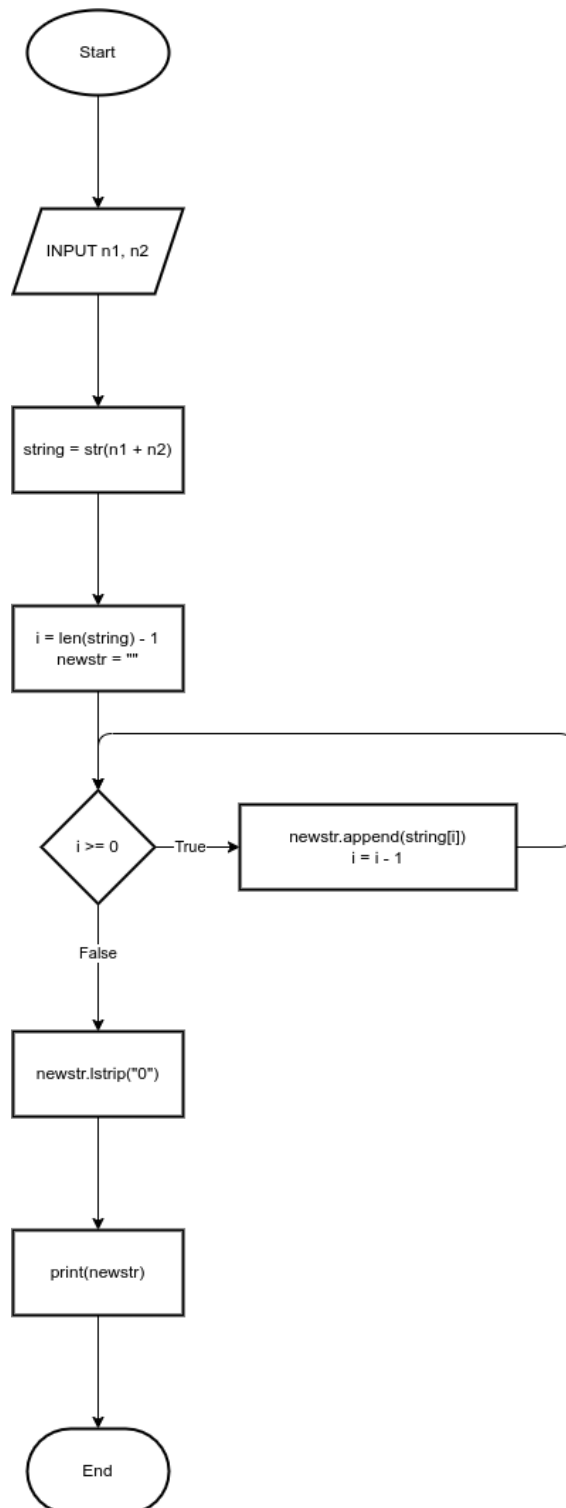 Start
INPUT n1, n2
string = str(n1 + n2)
i = len(string) - 1
newstr = ""
i >= 0
True
newstr.append(string[i])
i = i - 1
False
newstr.lstrip("0")
print(newstr)
End